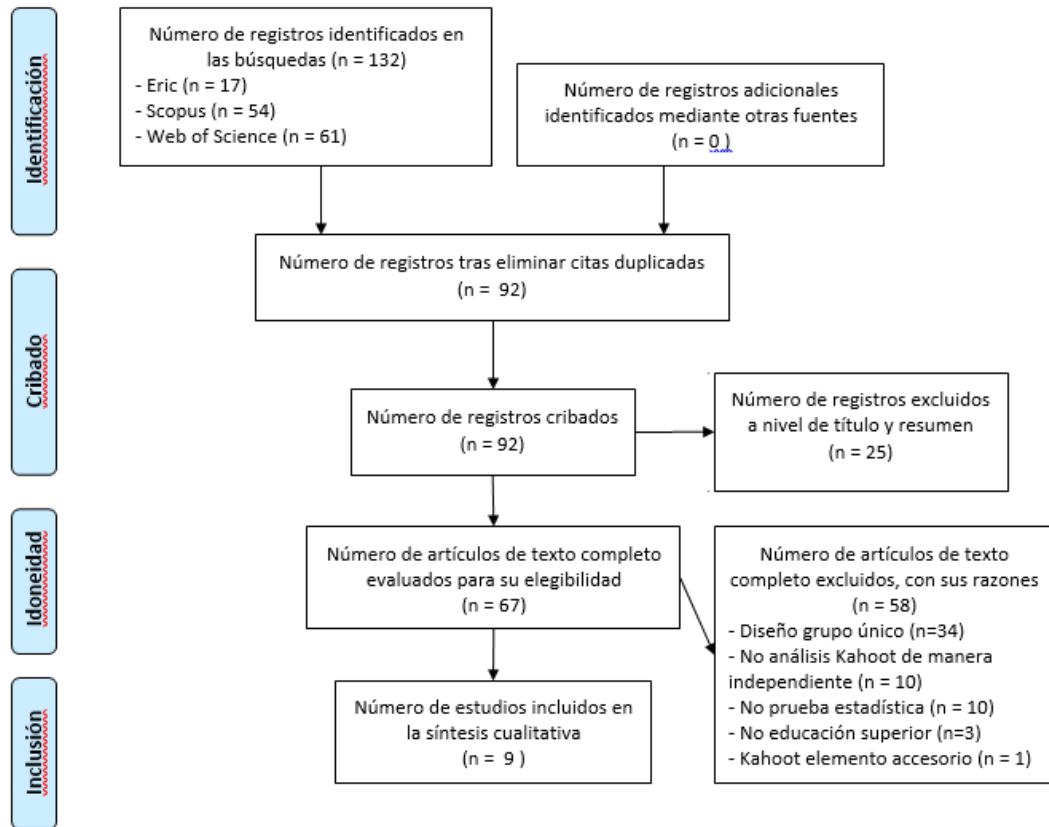 Identificación
Número de registros identificados en
las búsquedas (n = 132)
- Eric (n = 17)
- Scopus (n = 54)
- Web of Science (n = 61)
Número de registros adicionales
identificados mediante otras fuentes
(n = 0 )
Número de registros tras eliminar citas duplicadas
(n = 92)
Cribado
Número de registros cribados
(n = 92)
Número de registros excluidos
a nivel de título y resumen
(n = 25)
Idoneidad
Número de artículos de texto completo
evaluados para su elegibilidad
(n = 67)
Número de artículos de texto
completo excluidos, con sus razones
(n = 58)
- Diseño grupo único (n=34)
- No análisis Kahoot de manera
independiente (n = 10)
- No prueba estadística (n = 10)
- No educación superior (n=3)
- Kahoot elemento accesorio (n = 1)
Inclusión
Número de estudios incluidos en
la síntesis cualitativa
(n = 9 )